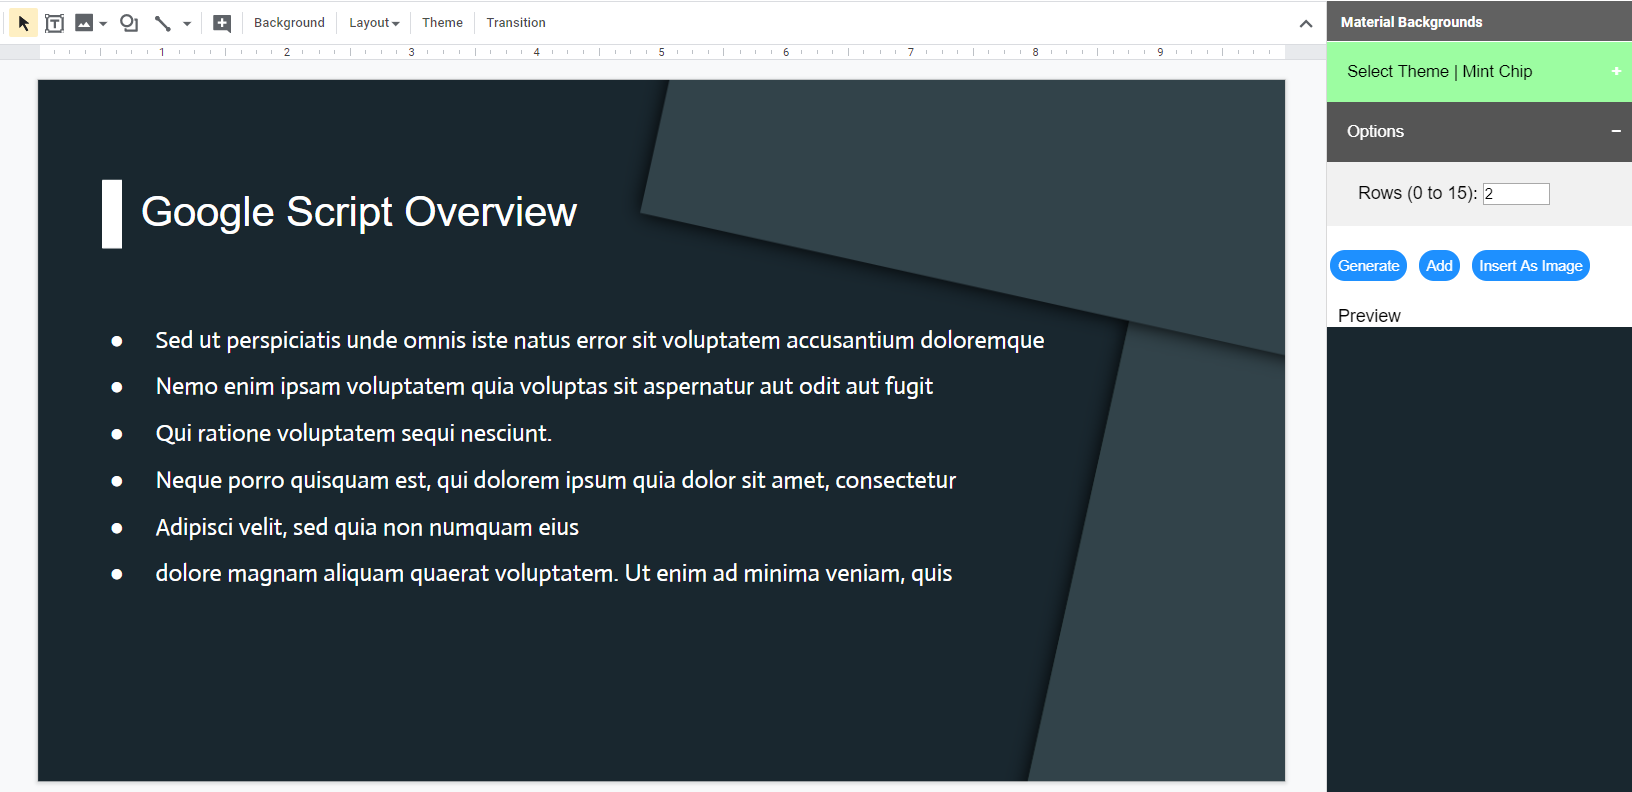 Background Layout Theme Transition
1 2 3 4 5 6 7 8 9
Google Script Overview
● Sed ut perspiciatis unde omnis iste natus error sit voluptatem accusantium doloremque
● Nemo enim ipsam voluptatem quia voluptas sit aspernatur aut odit aut fugit
● Qui ratione voluptatem sequi nesciunt.
● Neque porro quisquam est, qui dolorem ipsum quia dolor sit amet, consectetur
● Adipisci velit, sed quia non numquam eius
● dolore magnam aliquam quaerat voluptatem. Ut enim ad minima veniam, quis
Material Backgrounds
Select Theme | Mint Chip +
Options −
Rows (0 to 15): 2
Generate Add Insert As Image
Preview